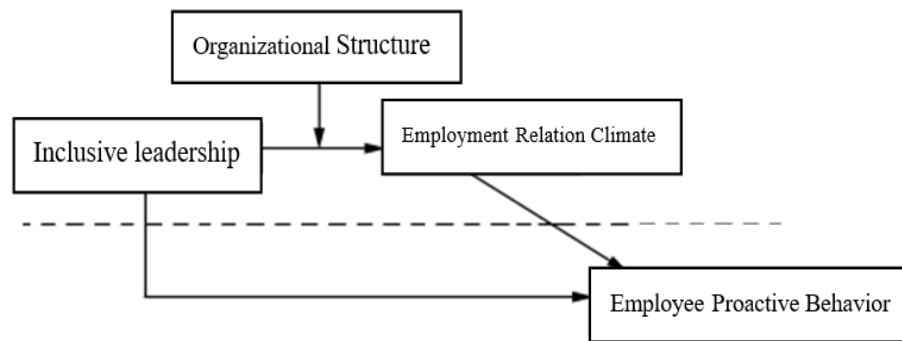 Organizational Structure
Employment Relation Climate
Inclusive leadership
Employee Proactive Behavior